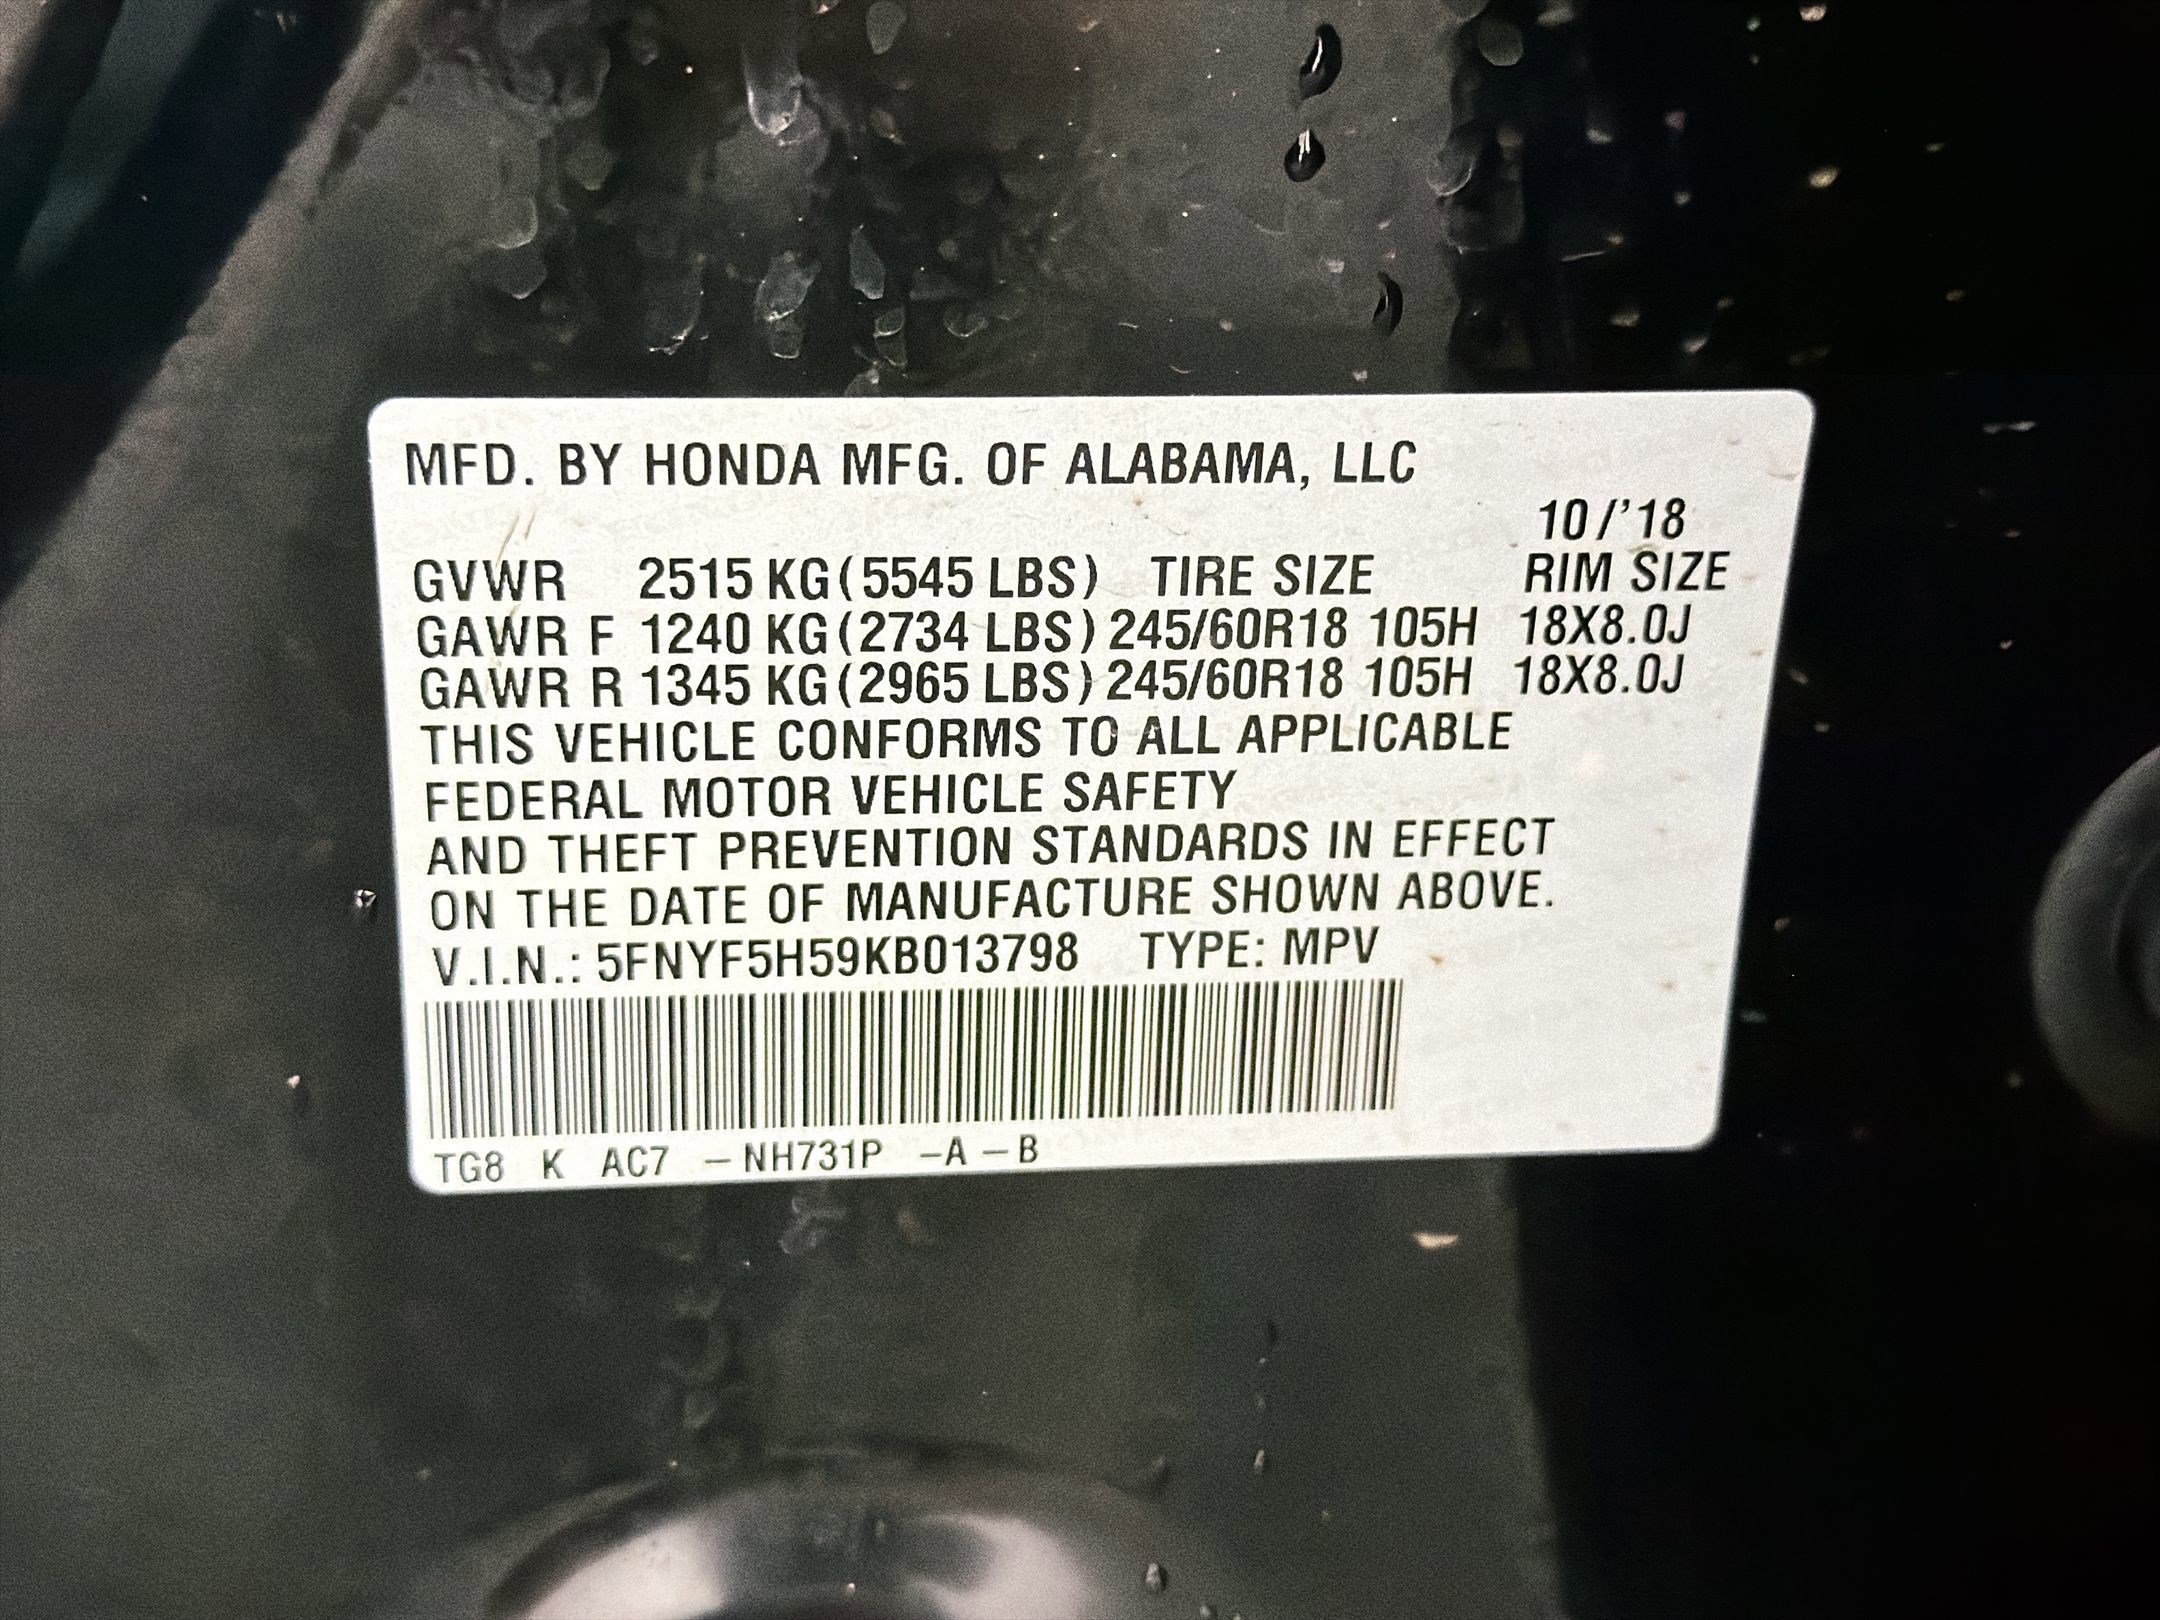 MFD. BY HONDA MFG. OF ALABAMA, LLC
10/'18
GVWR 2515 KG (5545 LBS) TIRE SIZE RIM SIZE
GAWR F 1240 KG (2734 LBS) 245/60R18 105H 18X8.0J
GAWR R 1345 KG (2965 LBS) 245/60R18 105H 18X8.0J
THIS VEHICLE CONFORMS TO ALL APPLICABLE
FEDERAL MOTOR VEHICLE SAFETY
AND THEFT PREVENTION STANDARDS IN EFFECT
ON THE DATE OF MANUFACTURE SHOWN ABOVE.
V.I.N.: 5FNYF5H59KB013798 TYPE: MPV
TG8 K AC7 – NH731P –A – B